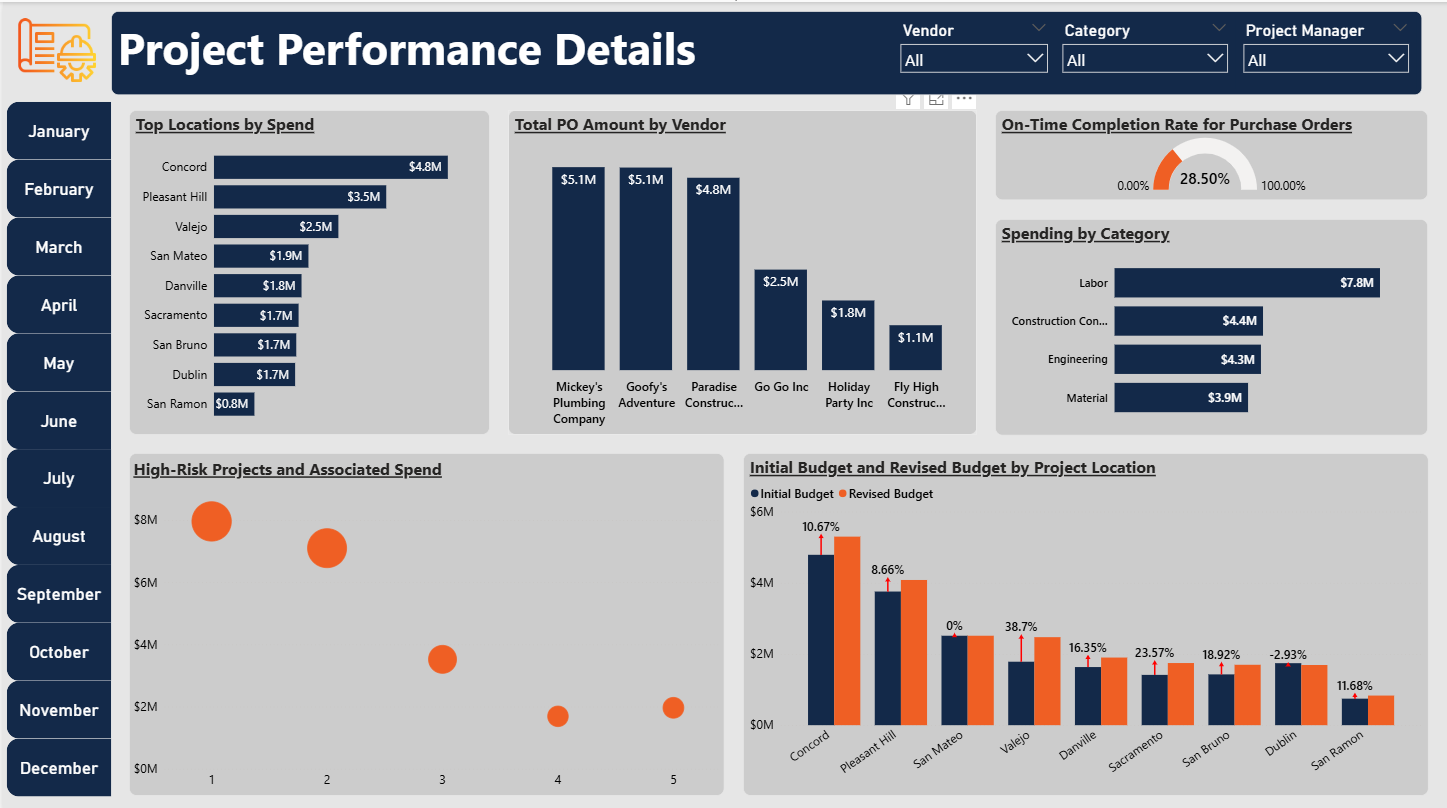 Project Performance Details
Vendor
All
Category
All
Project Manager
All
January
February
March
April
May
June
July
August
September
October
November
December
Top Locations by Spend
Concord $4.8M
Pleasant Hill $3.5M
Valejo $2.5M
San Mateo $1.9M
Danville $1.8M
Sacramento $1.7M
San Bruno $1.7M
Dublin $1.7M
San Ramon $0.8M
Total PO Amount by Vendor
$5.1M $5.1M $4.8M $2.5M $1.8M $1.1M
Mickey's
Plumbing
Company
Goofy's
Adventure
Paradise
Construc...
Go Go Inc
Holiday
Party Inc
Fly High
Construc...
On-Time Completion Rate for Purchase Orders
0.00% 28.50% 100.00%
Spending by Category
Labor $7.8M
Construction Con... $4.4M
Engineering $4.3M
Material $3.9M
High-Risk Projects and Associated Spend
$8M
$6M
$4M
$2M
$0M
1 2 3 4 5
Initial Budget and Revised Budget by Project Location
Initial Budget Revised Budget
$6M
$4M
$2M
$0M
10.67% 8.66% 0% 38.7% 16.35% 23.57% 18.92% -2.93% 11.68%
Concord Pleasant Hill San Mateo Valejo Danville Sacramento San Bruno Dublin San Ramon